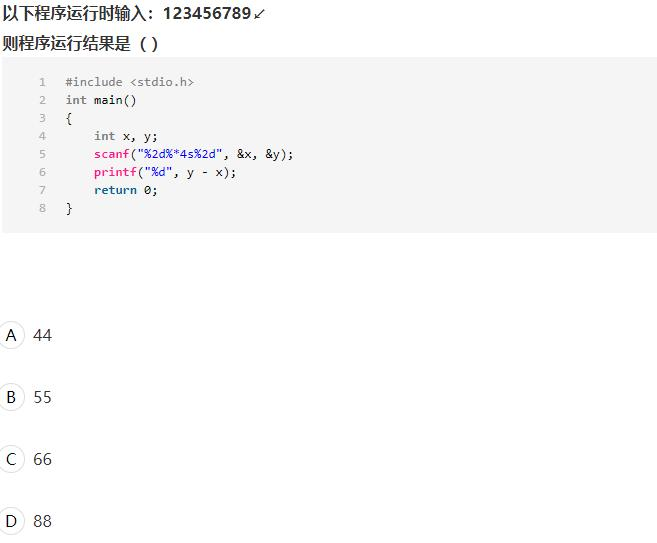 以下程序运行时输入：123456789↙
则程序运行结果是（ ）
1 #include <stdio.h>
2 int main()
3 {
4     int x, y;
5     scanf("%2d%*4s%2d", &x, &y);
6     printf("%d", y - x);
7     return 0;
8 }
A 44
B 55
C 66
D 88